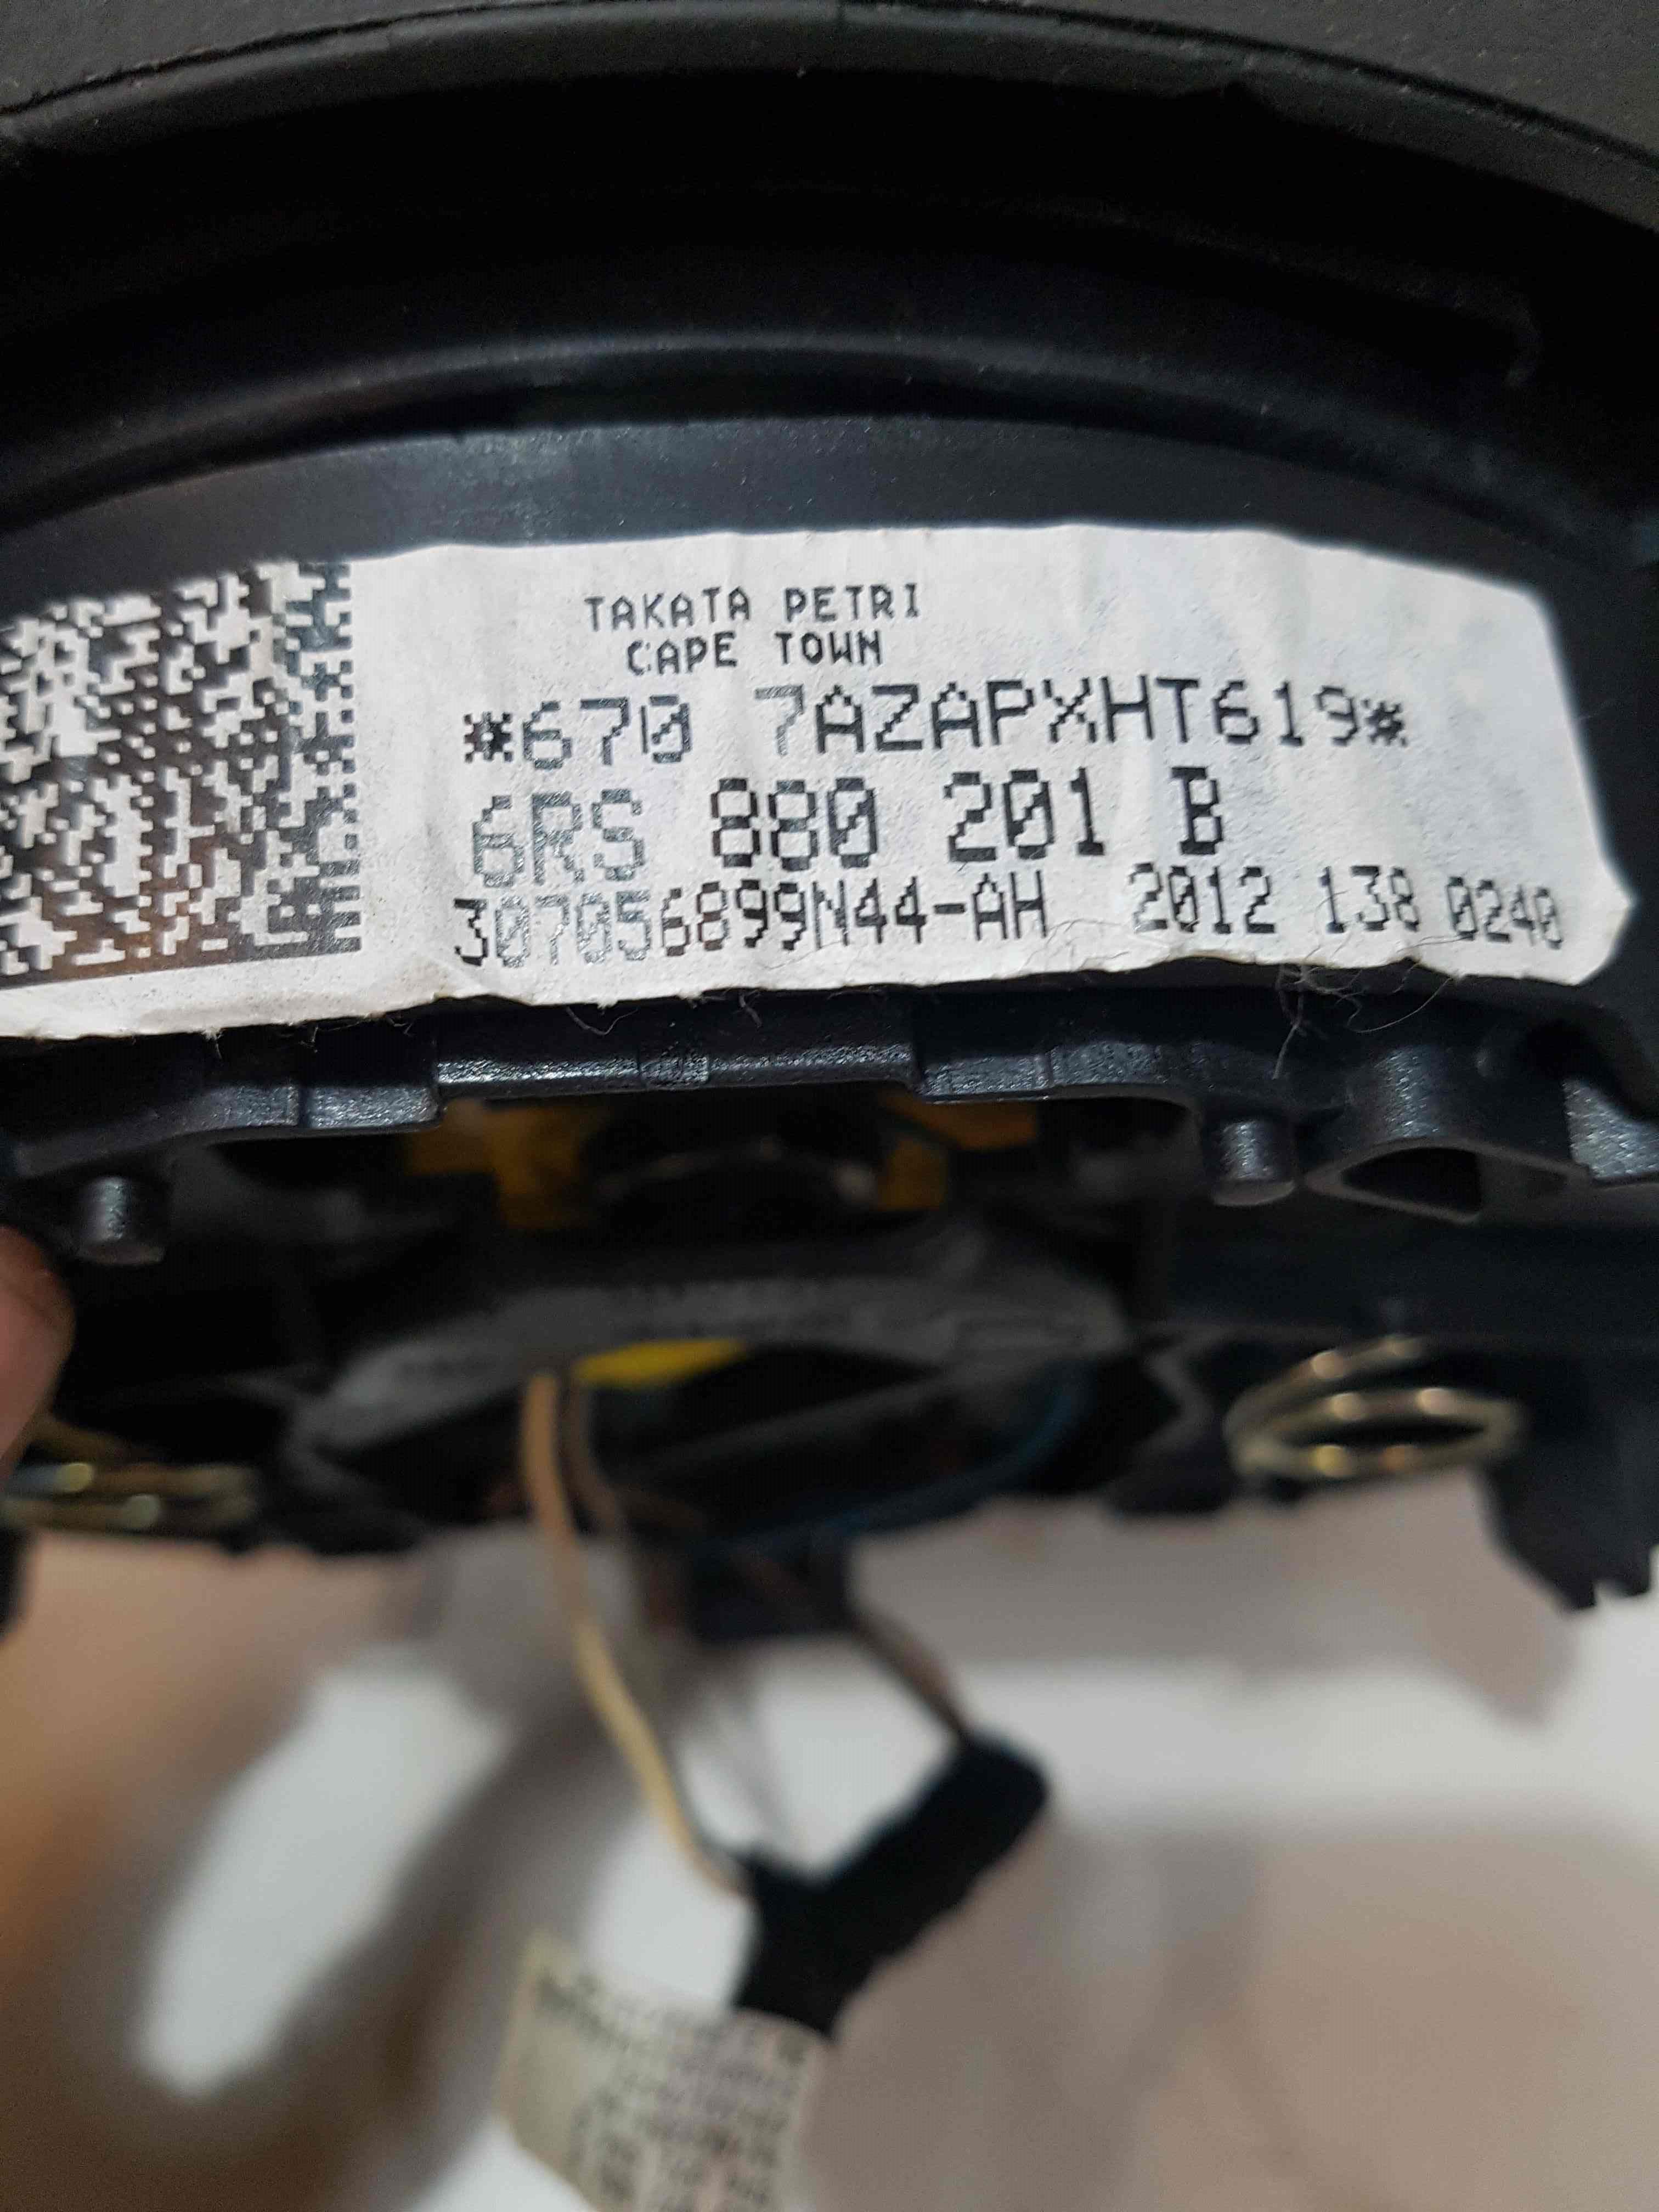 TAKATA PETRI
CAPE TOWN
*670 7AZAPXHT619*
6RS 880 201 B
307056899N44-AH 2012 138 0240